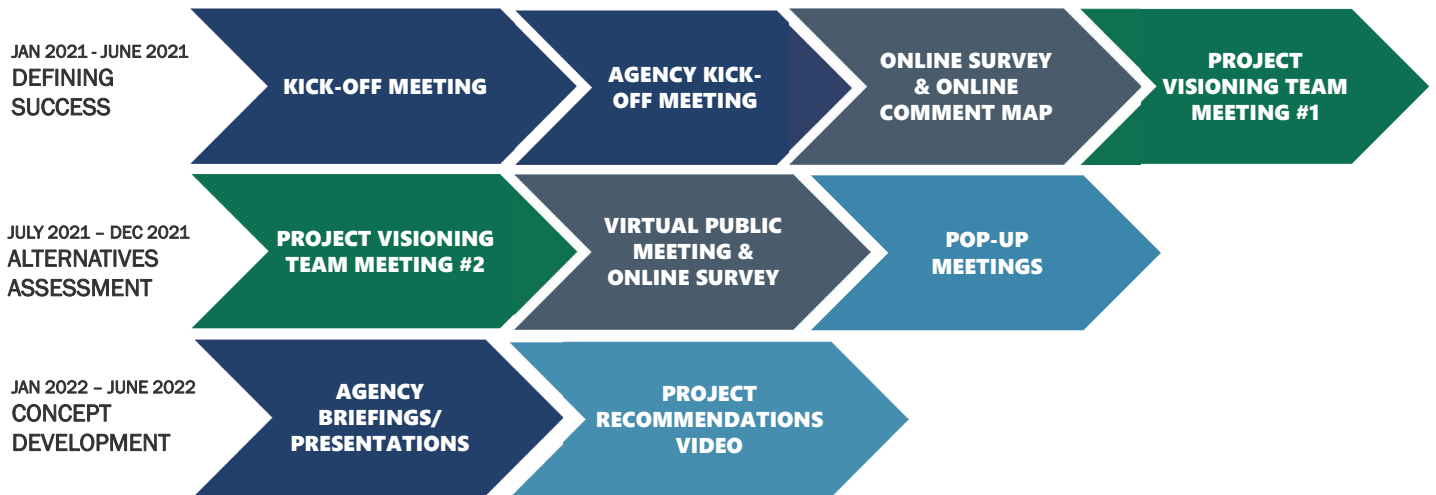 JAN 2021 - JUNE 2021
DEFINING
SUCCESS
KICK-OFF MEETING
AGENCY KICK-
OFF MEETING
ONLINE SURVEY
& ONLINE
COMMENT MAP
PROJECT
VISIONING TEAM
MEETING #1
JULY 2021 – DEC 2021
ALTERNATIVES
ASSESSMENT
PROJECT VISIONING
TEAM MEETING #2
VIRTUAL PUBLIC
MEETING &
ONLINE SURVEY
POP-UP
MEETINGS
JAN 2022 – JUNE 2022
CONCEPT
DEVELOPMENT
AGENCY
BRIEFINGS/
PRESENTATIONS
PROJECT
RECOMMENDATIONS
VIDEO